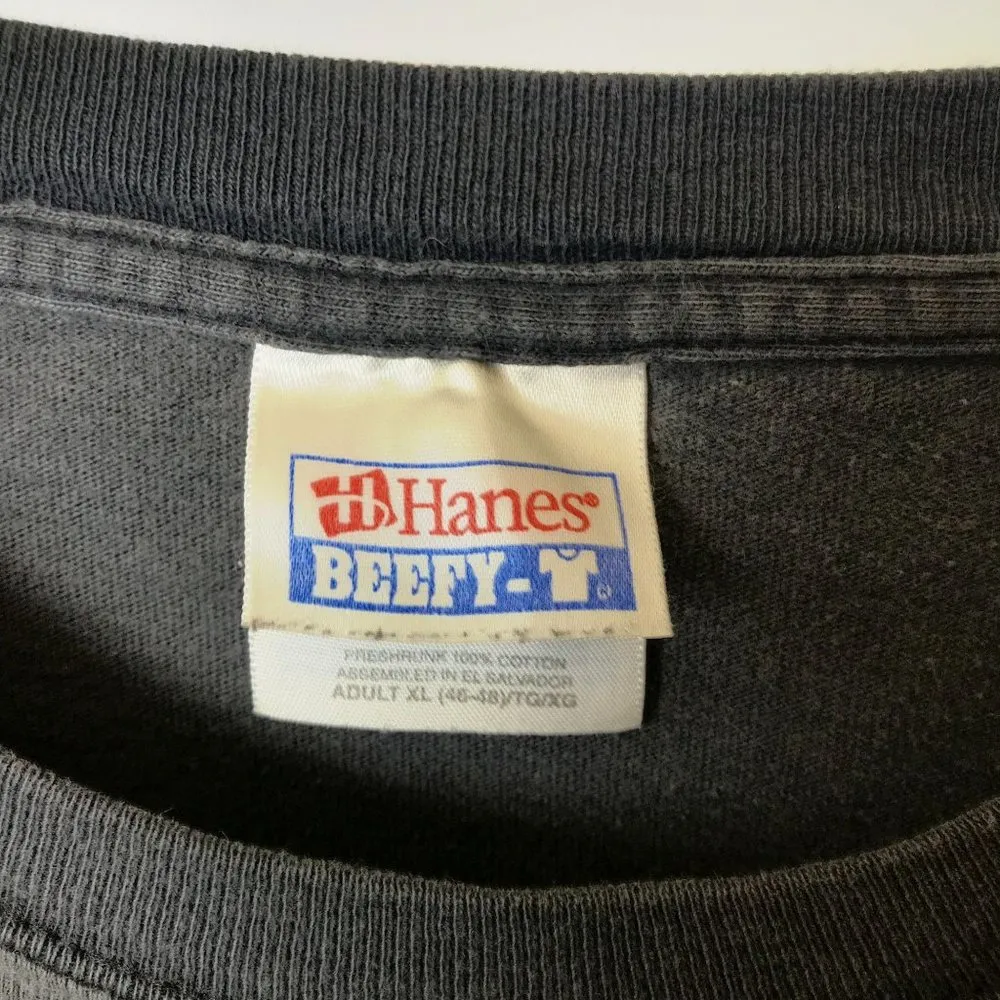 Hanes®
BEEFY-T®
PRESHRUNK 100% COTTON
ASSEMBLED IN EL SALVADOR
ADULT XL (46-48)/TG/XG